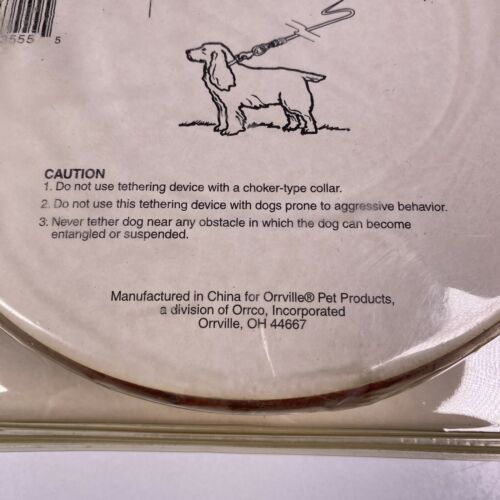 3555 5
CAUTION
1. Do not use tethering device with a choker-type collar.
2. Do not use this tethering device with dogs prone to aggressive behavior.
3. Never tether dog near any obstacle in which the dog can become
entangled or suspended.
Manufactured in China for Orrville® Pet Products,
a division of Orrco, Incorporated
Orrville, OH 44667